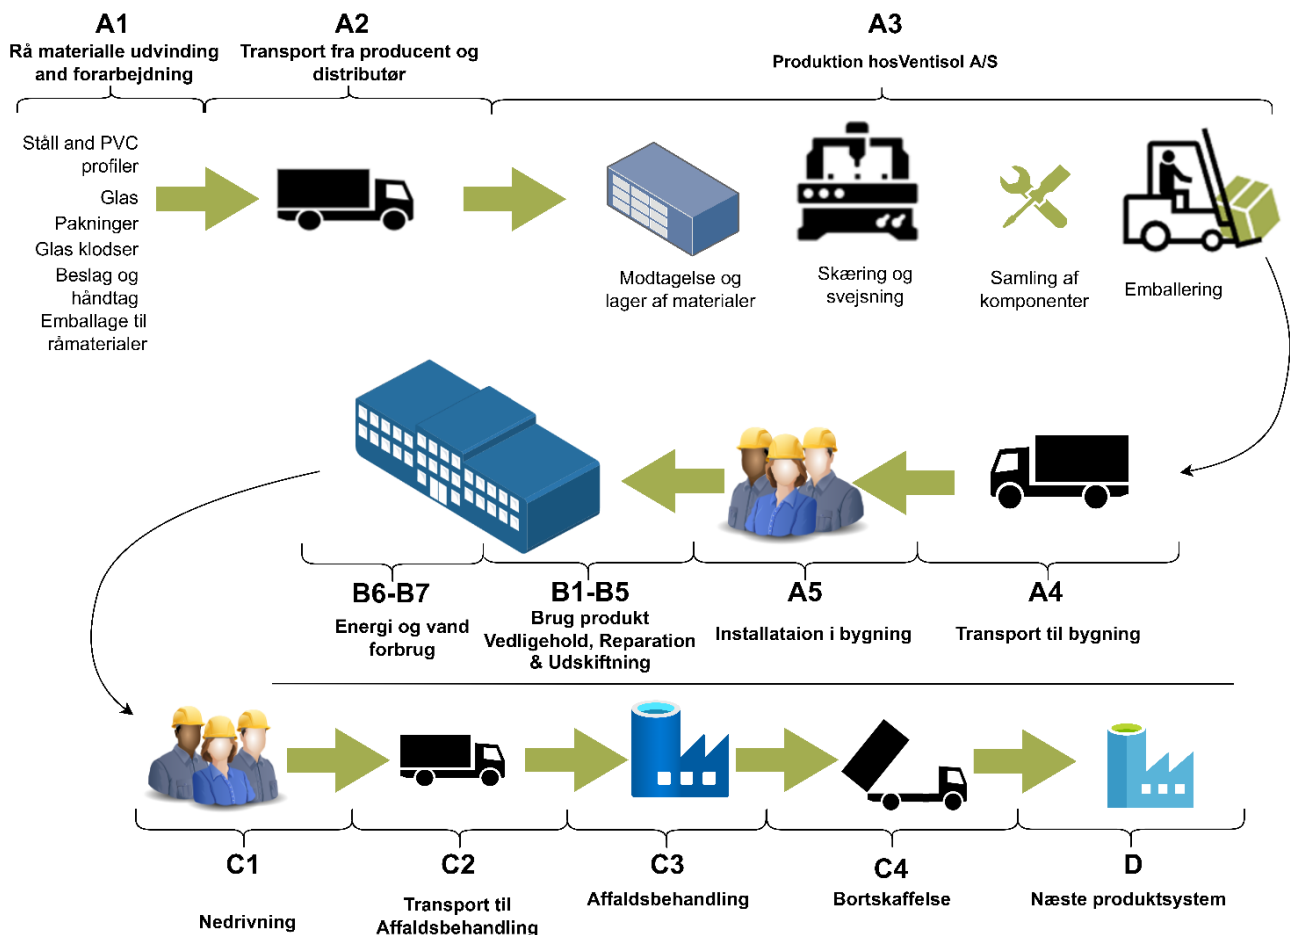 A1
Rå materialle udvinding
and forarbejdning
A2
Transport fra producent og
distributør
A3
Produktion hosVentisol A/S
Ståll and PVC
profiler
Glas
Pakninger
Glas klodser
Beslag og
håndtag
Emballage til
råmaterialer
Modtagelse og
lager af materialer
Skæring og
svejsning
Samling af
komponenter
Emballering
B6-B7
Energi og vand
forbrug
B1-B5
Brug produkt
Vedligehold, Reparation
& Udskiftning
A5
Installataion i bygning
A4
Transport til bygning
C1
Nedrivning
C2
Transport til
Affaldsbehandling
C3
Affaldsbehandling
C4
Bortskaffelse
D
Næste produktsystem